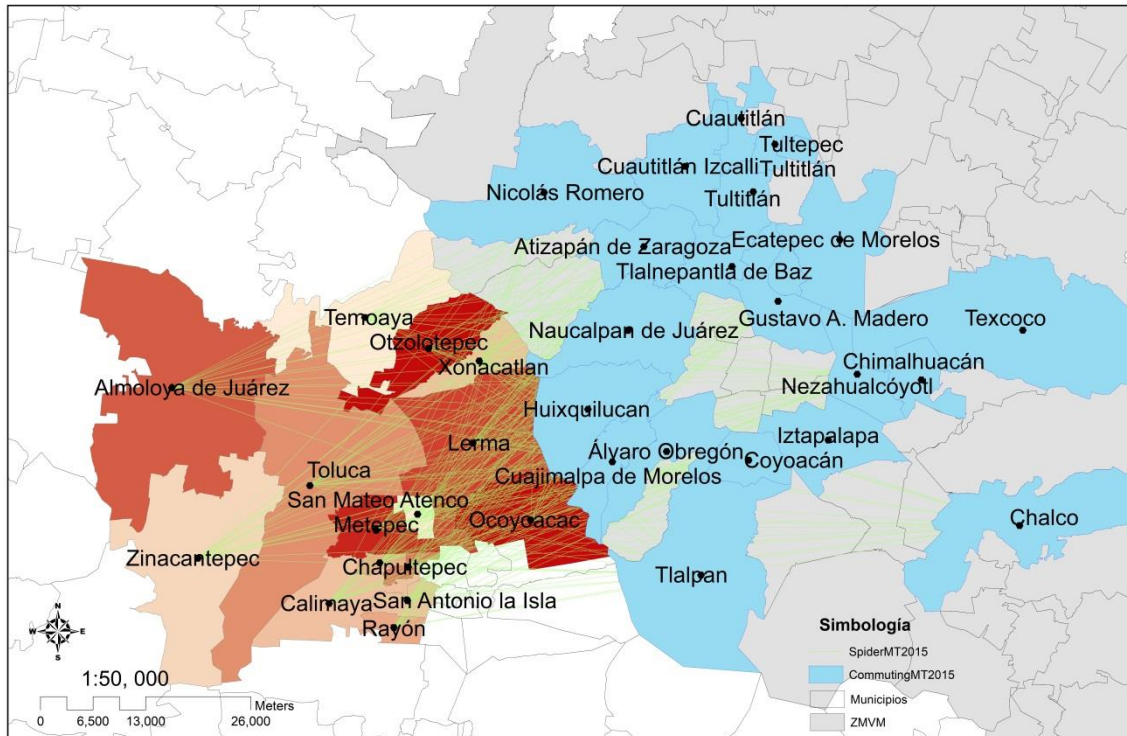 Cuautitlán
Tultepec
Cuautitlán Izcalli
Tultitlán
Nicolás Romero
Tultitlán
Atizapán de Zaragoza
Ecatepec de Morelos
Tlalnepantla de Baz
Temoaya
Naucalpan de Juárez
Gustavo A. Madero
Texcoco
Otzolotepec
Xonacatlan
Chimalhuacán
Almoloya de Juárez
Nezahualcóyotl
Huixquilucan
Lerma
Álvaro Obregón
Iztapalapa
Coyoacán
Toluca
Cuajimalpa de Morelos
San Mateo Atenco
Metepec
Ocoyoacac
Chalco
Zinacantepec
Chapultepec
Tlalpan
Calimaya
San Antonio la Isla
Rayón
N
W
E
S
1:50, 000
Meters
0 6,500 13,000 26,000
Simbología
SpiderMT2015
CommutingMT2015
Municipios
ZMVM